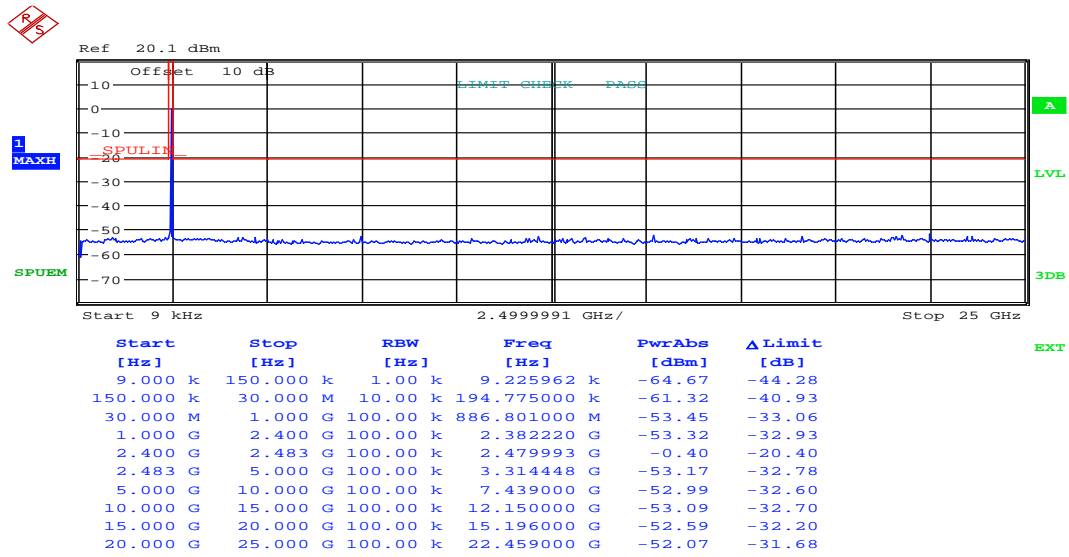 R
S
Ref 20.1 dBm
Offset 10 dB
LIMIT CHECK PASS
10
0
-10
SPULIN
-20
-30
-40
-50
-60
-70
1
MAXH
SPUEM
A
LVL
3DB
EXT
Start 9 kHz 2.4999991 GHz/ Stop 25 GHz
Start Stop RBW Freq PwrAbs Δ Limit
[Hz] [Hz] [Hz] [Hz] [dBm] [dB]
9.000 k 150.000 k 1.00 k 9.225962 k -64.67 -44.28
150.000 k 30.000 M 10.00 k 194.775000 k -61.32 -40.93
30.000 M 1.000 G 100.00 k 886.801000 M -53.45 -33.06
1.000 G 2.400 G 100.00 k 2.382220 G -53.32 -32.93
2.400 G 2.483 G 100.00 k 2.479993 G -0.40 -20.40
2.483 G 5.000 G 100.00 k 3.314448 G -53.17 -32.78
5.000 G 10.000 G 100.00 k 7.439000 G -52.99 -32.60
10.000 G 15.000 G 100.00 k 12.150000 G -53.09 -32.70
15.000 G 20.000 G 100.00 k 15.196000 G -52.59 -32.20
20.000 G 25.000 G 100.00 k 22.459000 G -52.07 -31.68